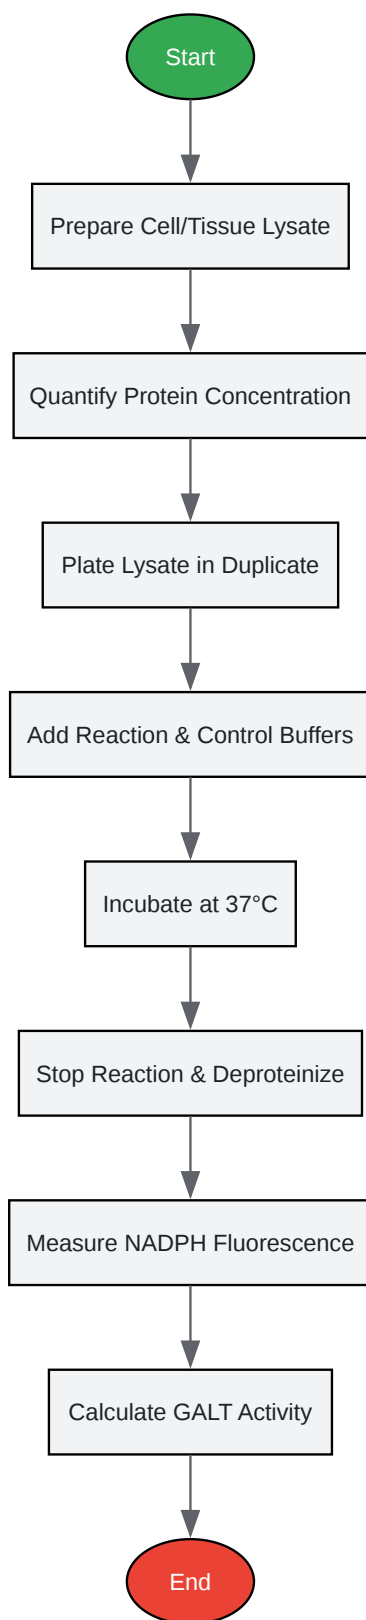 Start
Prepare Cell/Tissue Lysate
Quantify Protein Concentration
Plate Lysate in Duplicate
Add Reaction & Control Buffers
Incubate at 37°C
Stop Reaction & Deproteinize
Measure NADPH Fluorescence
Calculate GALT Activity
End